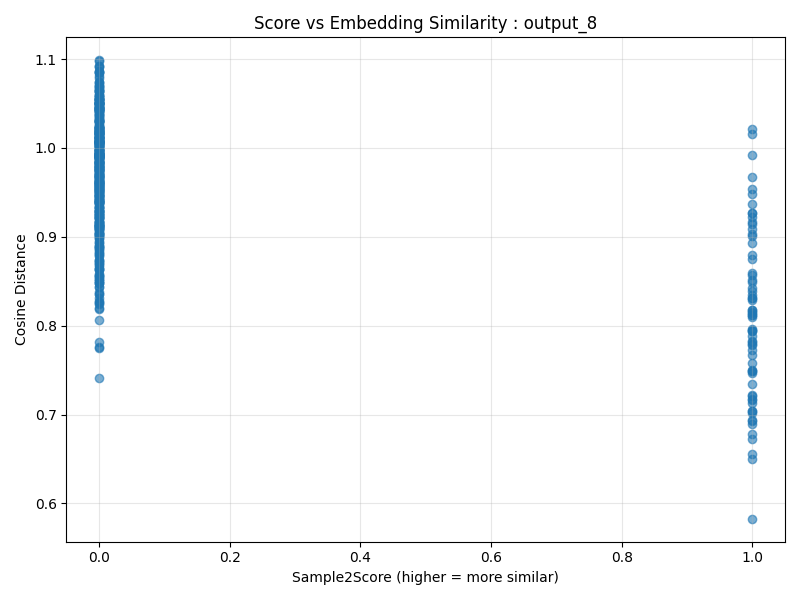 Score vs Embedding Similarity : output_8
1.1
1.0
0.9
0.8
0.7
0.6
Cosine Distance
0.0 0.2 0.4 0.6 0.8 1.0
Sample2Score (higher = more similar)